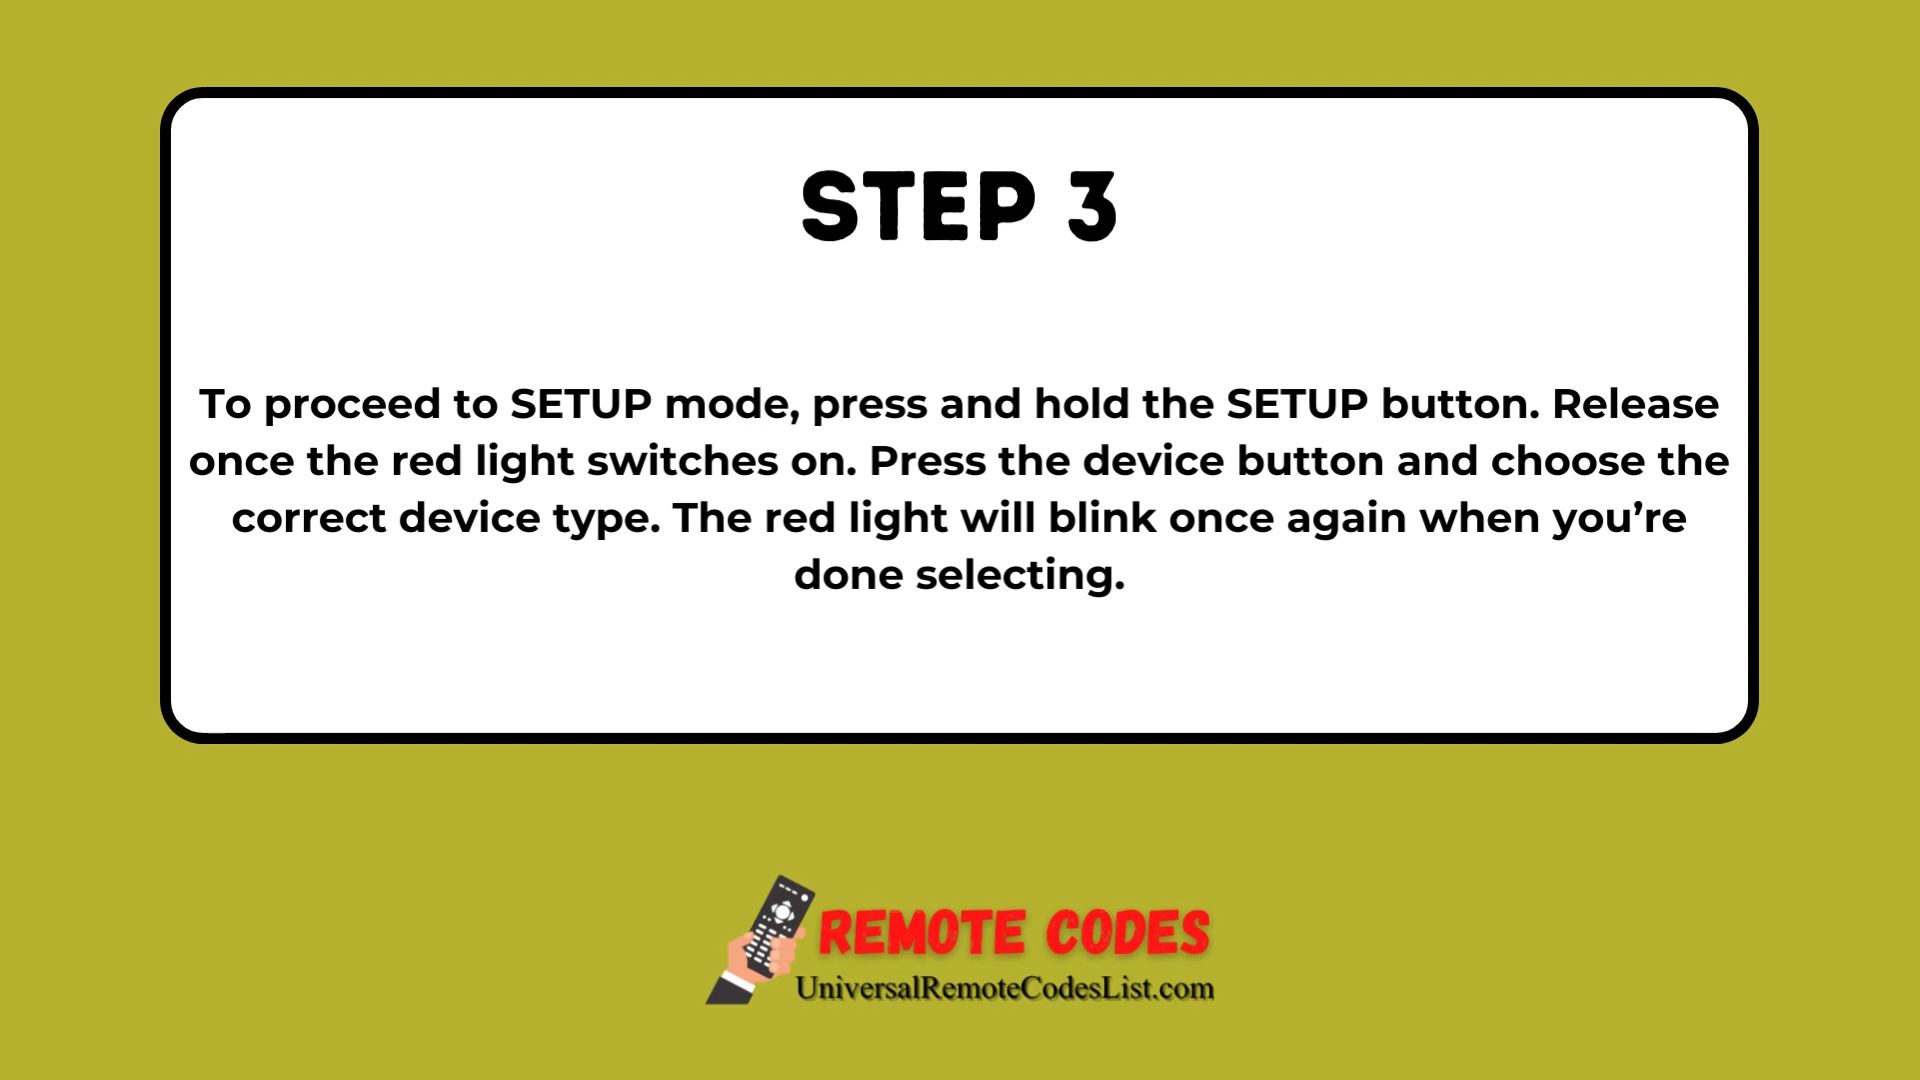 STEP 3
To proceed to SETUP mode, press and hold the SETUP button. Release
once the red light switches on. Press the device button and choose the
correct device type. The red light will blink once again when you’re
done selecting.
REMOTE CODES
UniversalRemoteCodesList.com